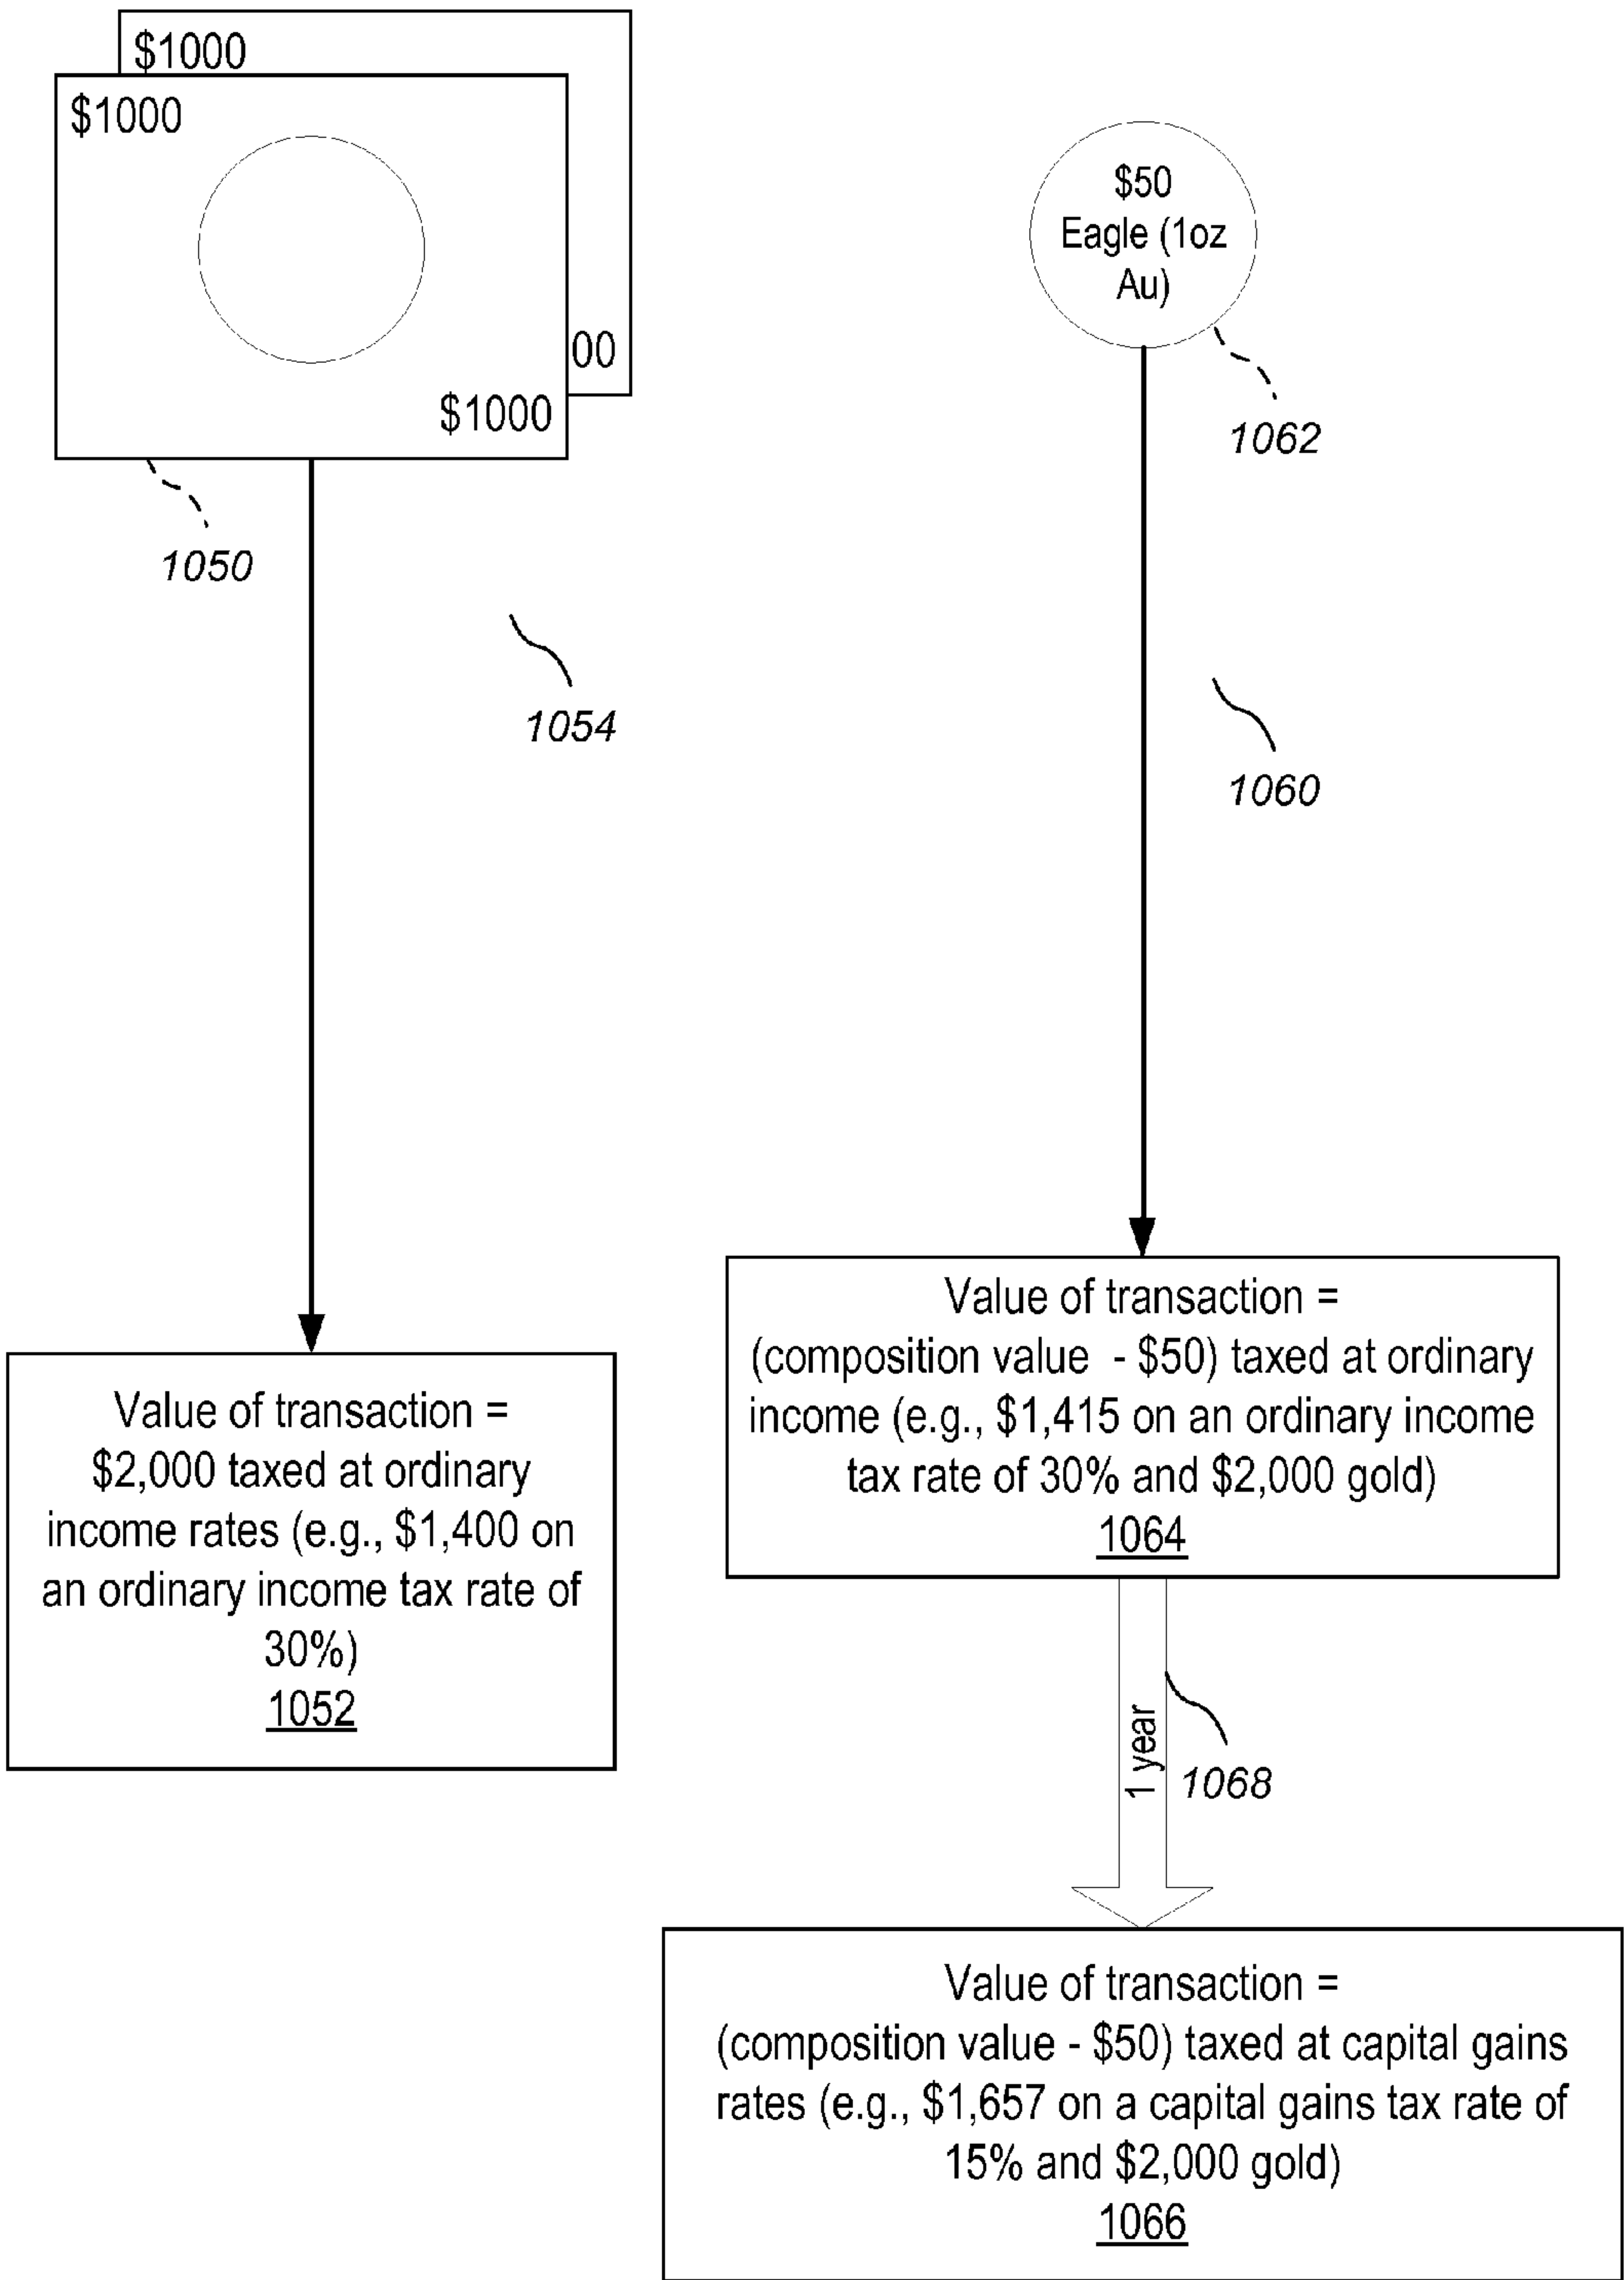 $1000
$1000
00
$1000
1050
1054
$50
Eagle (1oz
Au)
1062
1060
Value of transaction =
$2,000 taxed at ordinary
income rates (e.g., $1,400 on
an ordinary income tax rate of
30%)
1052
Value of transaction =
(composition value - $50) taxed at ordinary
income (e.g., $1,415 on an ordinary income
tax rate of 30% and $2,000 gold)
1064
1 year
1068
Value of transaction =
(composition value - $50) taxed at capital gains
rates (e.g., $1,657 on a capital gains tax rate of
15% and $2,000 gold)
1066